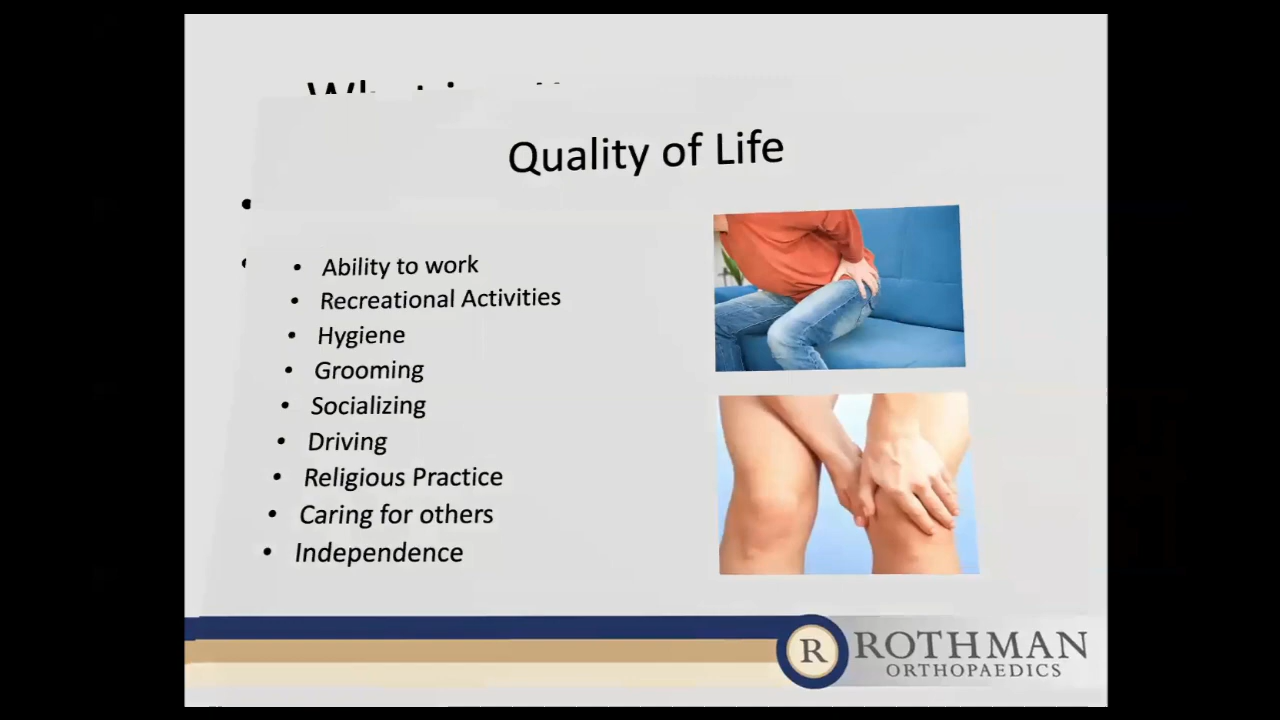 Quality of Life
• Ability to work
• Recreational Activities
• Hygiene
• Grooming
• Socializing
• Driving
• Religious Practice
• Caring for others
• Independence
R ROTHMAN
ORTHOPAEDICS